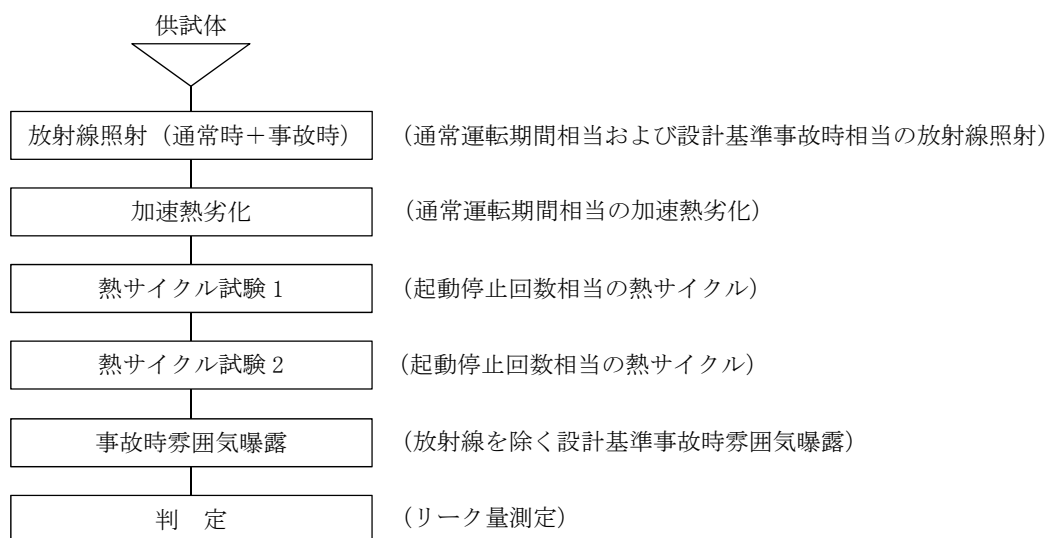 供試体
放射線照射（通常時＋事故時） （通常運転期間相当および設計基準事故時相当の放射線照射）
加速熱劣化 （通常運転期間相当の加速熱劣化）
熱サイクル試験 1 （起動停止回数相当の熱サイクル）
熱サイクル試験 2 （起動停止回数相当の熱サイクル）
事故時雰囲気曝露 （放射線を除く設計基準事故時雰囲気曝露）
判　定 （リーク量測定）